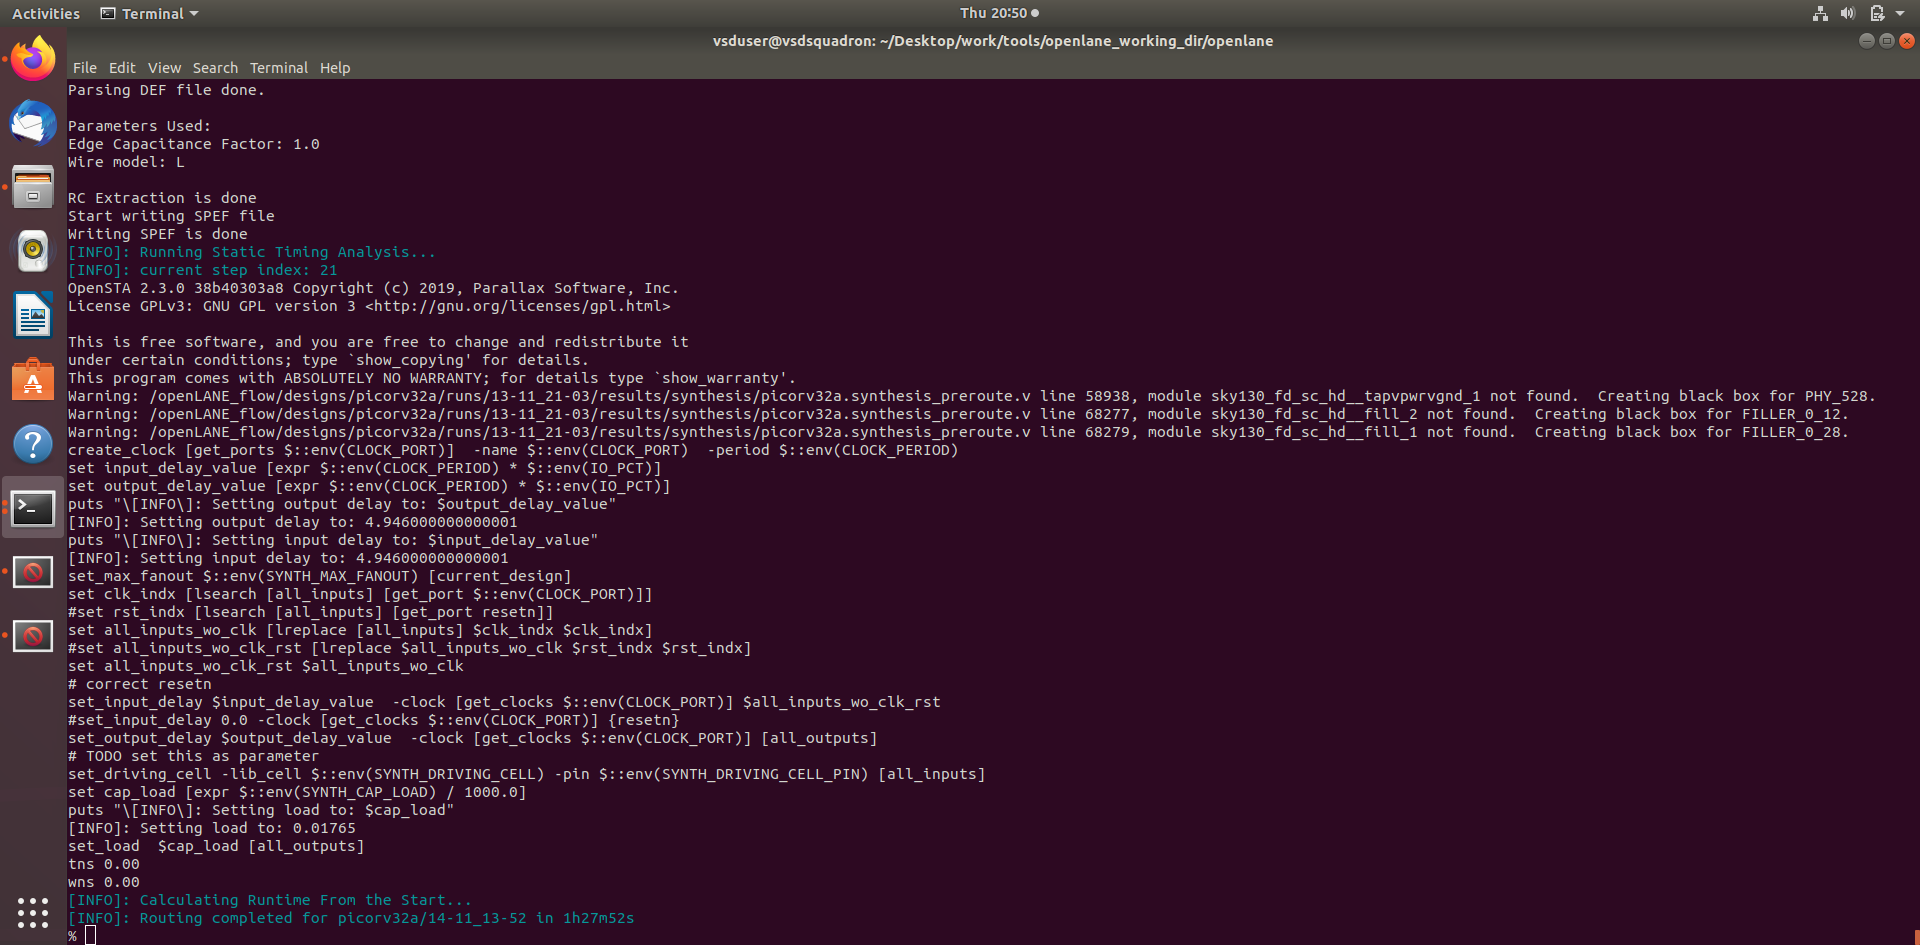 Activities Terminal Thu 20:50
vsduser@vsdsquadron: ~/Desktop/work/tools/openlane_working_dir/openlane
File Edit View Search Terminal Help
Parsing DEF file done.
Parameters Used:
Edge Capacitance Factor: 1.0
Wire model: L
RC Extraction is done
Start writing SPEF file
Writing SPEF is done
[INFO]: Running Static Timing Analysis...
[INFO]: current step index: 21
OpenSTA 2.3.0 38b40303a8 Copyright (c) 2019, Parallax Software, Inc.
License GPLv3: GNU GPL version 3 <http://gnu.org/licenses/gpl.html>
This is free software, and you are free to change and redistribute it
under certain conditions; type `show_copying' for details.
This program comes with ABSOLUTELY NO WARRANTY; for details type `show_warranty'.
Warning: /openLANE_flow/designs/picorv32a/runs/13-11_21-03/results/synthesis/picorv32a.synthesis_preroute.v line 58938, module sky130_fd_sc_hd__tapvpwrvgnd_1 not found.  Creating black box for PHY_528.
Warning: /openLANE_flow/designs/picorv32a/runs/13-11_21-03/results/synthesis/picorv32a.synthesis_preroute.v line 68277, module sky130_fd_sc_hd__fill_2 not found.  Creating black box for FILLER_0_12.
Warning: /openLANE_flow/designs/picorv32a/runs/13-11_21-03/results/synthesis/picorv32a.synthesis_preroute.v line 68279, module sky130_fd_sc_hd__fill_1 not found.  Creating black box for FILLER_0_28.
create_clock [get_ports $::env(CLOCK_PORT)]  -name $::env(CLOCK_PORT)  -period $::env(CLOCK_PERIOD)
set input_delay_value [expr $::env(CLOCK_PERIOD) * $::env(IO_PCT)]
set output_delay_value [expr $::env(CLOCK_PERIOD) * $::env(IO_PCT)]
puts "\[INFO\]: Setting output delay to: $output_delay_value"
[INFO]: Setting output delay to: 4.946000000000001
puts "\[INFO\]: Setting input delay to: $input_delay_value"
[INFO]: Setting input delay to: 4.946000000000001
set_max_fanout $::env(SYNTH_MAX_FANOUT) [current_design]
set clk_indx [lsearch [all_inputs] [get_port $::env(CLOCK_PORT)]]
#set rst_indx [lsearch [all_inputs] [get_port resetn]]
set all_inputs_wo_clk [lreplace [all_inputs] $clk_indx $clk_indx]
#set all_inputs_wo_clk_rst [lreplace $all_inputs_wo_clk $rst_indx $rst_indx]
set all_inputs_wo_clk_rst $all_inputs_wo_clk
# correct resetn
set_input_delay $input_delay_value  -clock [get_clocks $::env(CLOCK_PORT)] $all_inputs_wo_clk_rst
#set_input_delay 0.0 -clock [get_clocks $::env(CLOCK_PORT)] {resetn}
set_output_delay $output_delay_value  -clock [get_clocks $::env(CLOCK_PORT)] [all_outputs]
# TODO set this as parameter
set_driving_cell -lib_cell $::env(SYNTH_DRIVING_CELL) -pin $::env(SYNTH_DRIVING_CELL_PIN) [all_inputs]
set cap_load [expr $::env(SYNTH_CAP_LOAD) / 1000.0]
puts "\[INFO\]: Setting load to: $cap_load"
[INFO]: Setting load to: 0.01765
set_load  $cap_load [all_outputs]
tns 0.00
wns 0.00
[INFO]: Calculating Runtime From the Start...
[INFO]: Routing completed for picorv32a/14-11_13-52 in 1h27m52s
%